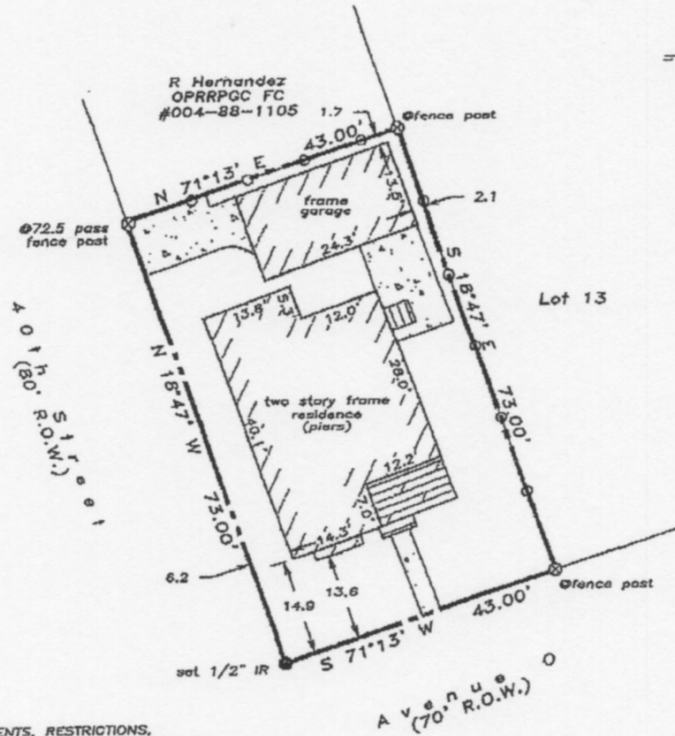 R Hernandez
OPRRPGC FC
#004-88-1105
1.7
@fence post
N 71°13' E 43.00'
@72.5 pass
fence post
frame
garage
13.5'
2.1
24.3'
S 18°47' E 73.00'
Lot 13
40th Street
(80' R.O.W.)
N 18°47' W 73.00'
13.8'
12.0'
two story frame
residence
(piers)
28.0'
40.1'
12.2'
7.0'
14.3'
6.2
14.9
13.6
@fence post
set 1/2" IR
S 71°13' W 43.00'
Avenue O
(70' R.O.W.)
ENTS, RESTRICTIONS,